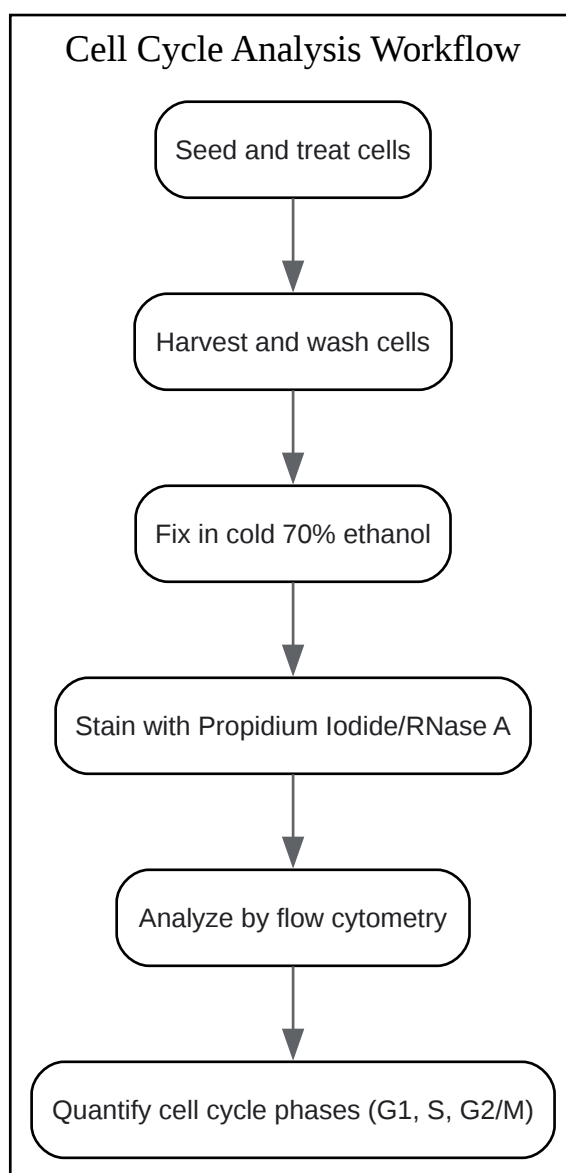 Cell Cycle Analysis Workflow
Seed and treat cells
Harvest and wash cells
Fix in cold 70% ethanol
Stain with Propidium Iodide/RNase A
Analyze by flow cytometry
Quantify cell cycle phases (G1, S, G2/M)